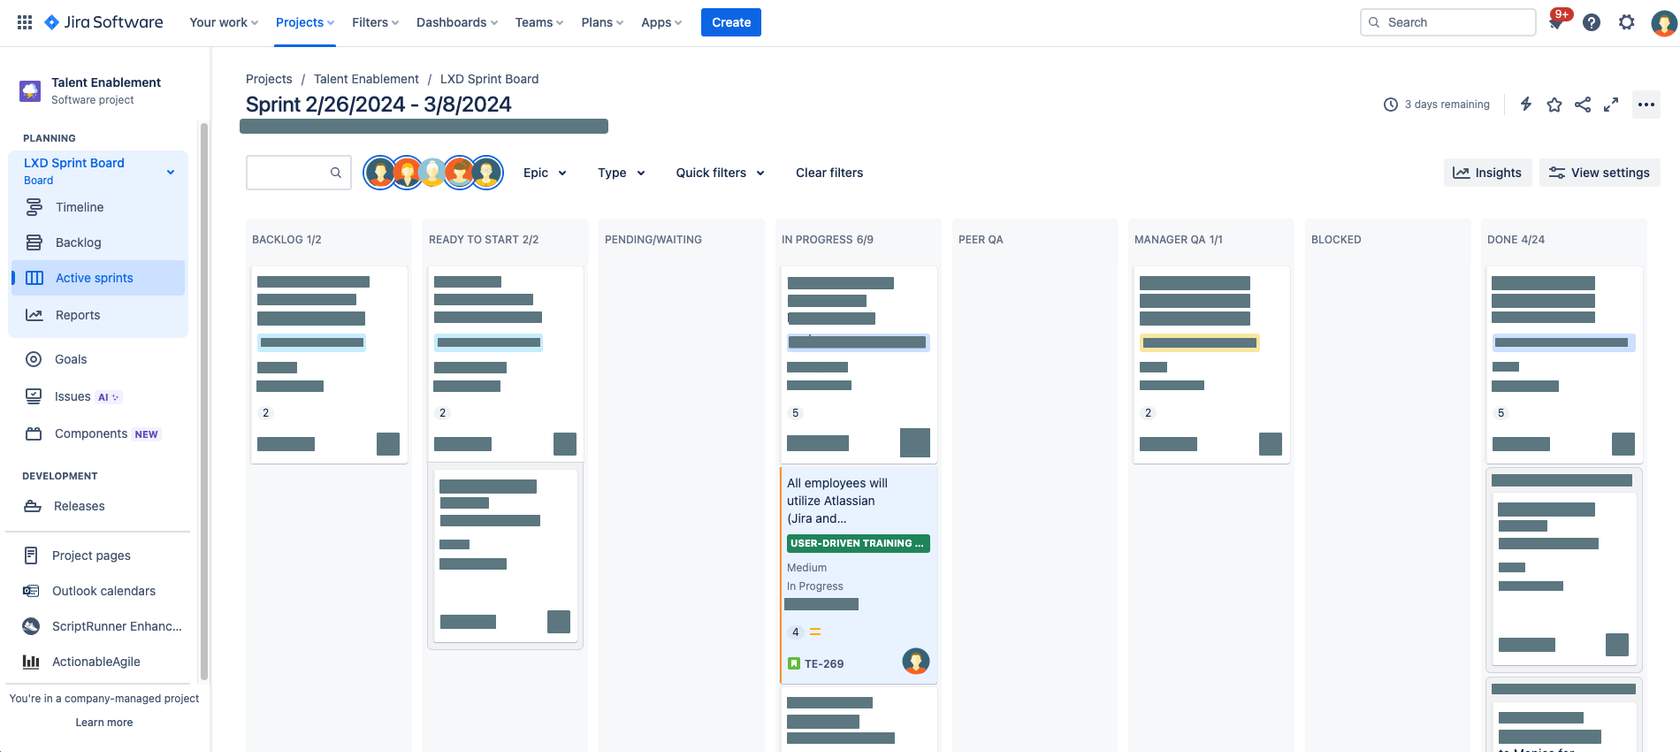 Jira Software
Your work
Projects
Filters
Dashboards
Teams
Plans
Apps
Create
Search
9+
Talent Enablement
Software project
PLANNING
LXD Sprint Board
Board
Timeline
Backlog
Active sprints
Reports
Goals
Issues AI
Components NEW
DEVELOPMENT
Releases
Project pages
Outlook calendars
ScriptRunner Enhanc...
ActionableAgile
You're in a company-managed project
Learn more
Projects / Talent Enablement / LXD Sprint Board
Sprint 2/26/2024 - 3/8/2024
3 days remaining
Epic
Type
Quick filters
Clear filters
Insights
View settings
BACKLOG 1/2
2
READY TO START 2/2
2
PENDING/WAITING
IN PROGRESS 6/9
5
All employees will
utilize Atlassian
(Jira and...
USER-DRIVEN TRAINING ...
Medium
In Progress
4
TE-269
PEER QA
MANAGER QA 1/1
2
BLOCKED
DONE 4/24
5